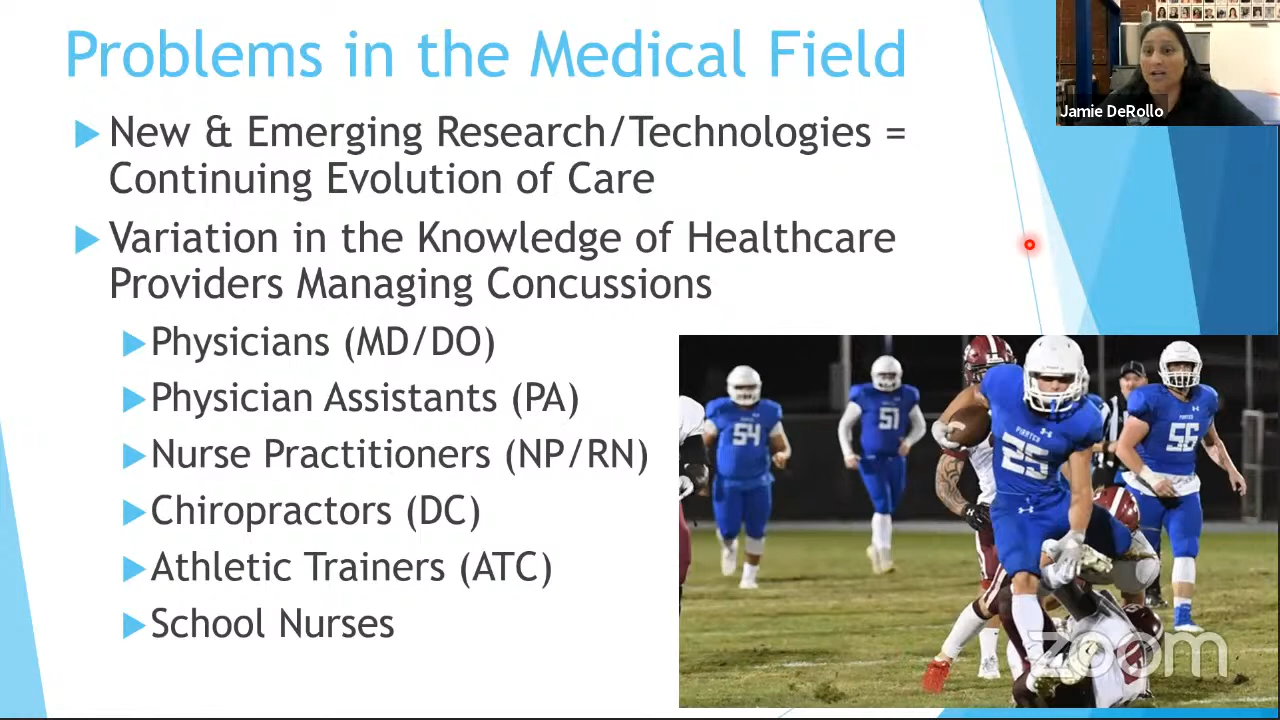 Problems in the Medical Field
Jamie DeRollo
New & Emerging Research/Technologies =
Continuing Evolution of Care
Variation in the Knowledge of Healthcare
Providers Managing Concussions
Physicians (MD/DO)
Physician Assistants (PA)
Nurse Practitioners (NP/RN)
Chiropractors (DC)
Athletic Trainers (ATC)
School Nurses
54
51
PIRATES
25
PIRATES
56
zoom